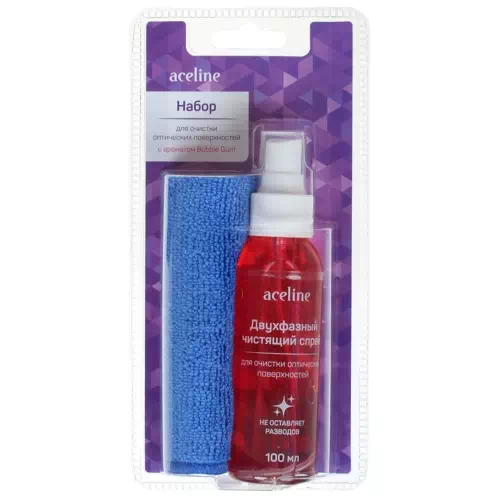 aceline
Набор
для очистки
оптических поверхностей
с ароматом Bubble Gum
aceline
Двухфазный
чистящий спрей
для очистки оптических
поверхностей
НЕ ОСТАВЛЯЕТ
РАЗВОДОВ
100 мл